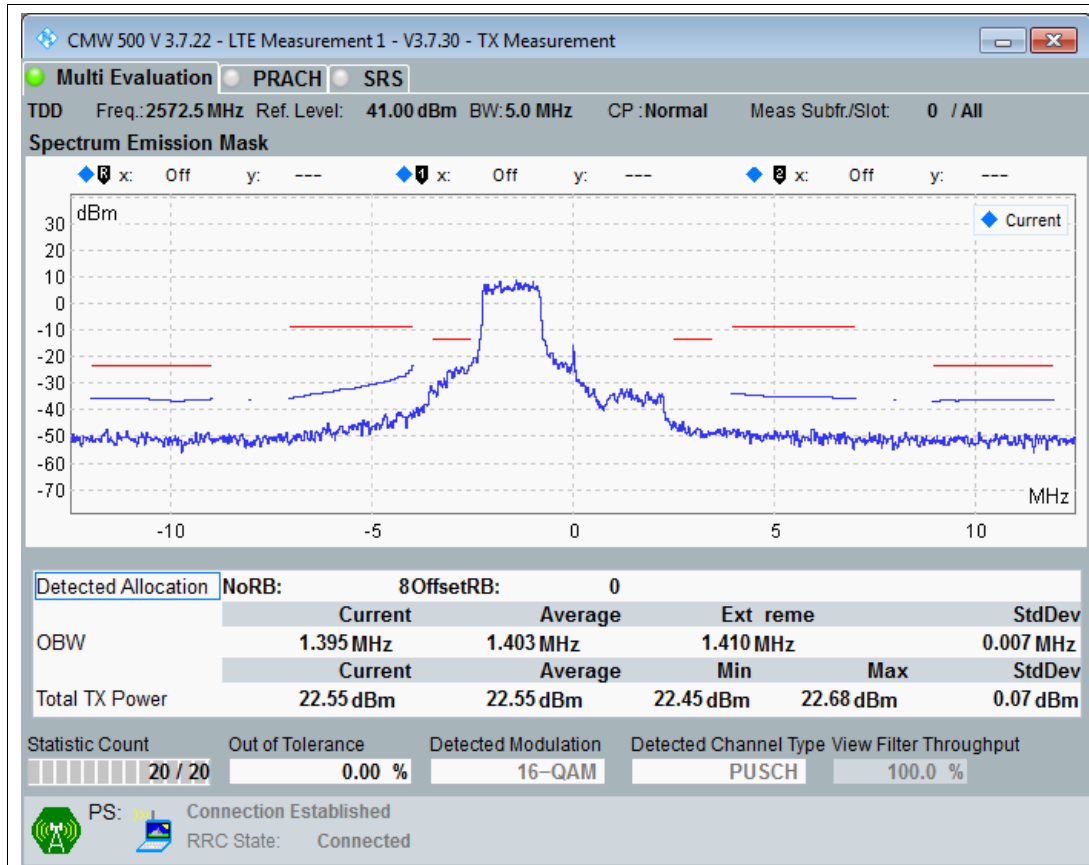 CMW 500 V 3.7.22 - LTE Measurement 1 - V3.7.30 - TX Measurement
Multi Evaluation PRACH SRS
TDD Freq.: 2572.5 MHz Ref. Level: 41.00 dBm BW: 5.0 MHz CP : Normal Meas Subfr./Slot: 0 / All
Spectrum Emission Mask
R x: Off y: --- 1 x: Off y: --- 2 x: Off y: ---
dBm
Current
30
20
10
0
-10
-20
-30
-40
-50
-60
-70
MHz
-10 -5 0 5 10
Detected Allocation NoRB: 8 OffsetRB: 0
Current Average Ext reme StdDev
OBW 1.395 MHz 1.403 MHz 1.410 MHz 0.007 MHz
Current Average Min Max StdDev
Total TX Power 22.55 dBm 22.55 dBm 22.45 dBm 22.68 dBm 0.07 dBm
Statistic Count Out of Tolerance Detected Modulation Detected Channel Type View Filter Throughput
20 / 20 0.00 % 16-QAM PUSCH 100.0 %
PS: Connection Established
RRC State: Connected